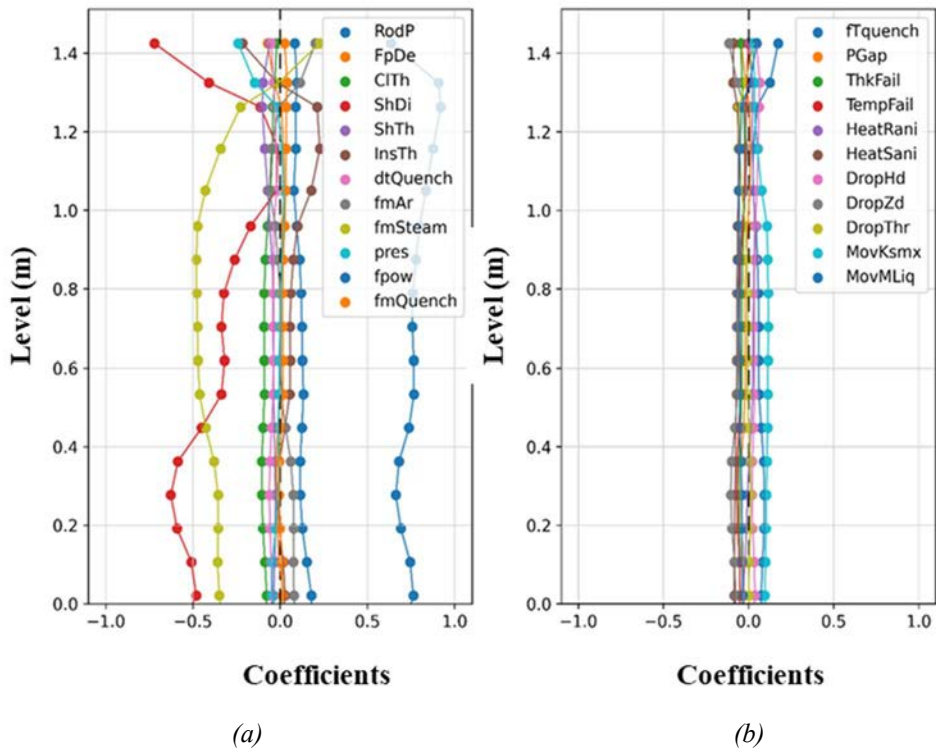 Level (m)
1.4
1.2
1.0
0.8
0.6
0.4
0.2
0.0
RodP
FpDe
ClTh
ShDi
ShTh
InsTh
dtQuench
fmAr
fmSteam
pres
fpow
fmQuench
−1.0 −0.5 0.0 0.5 1.0
Coefficients
(a)
Level (m)
1.4
1.2
1.0
0.8
0.6
0.4
0.2
0.0
fTquench
PGap
ThkFail
TempFail
HeatRani
HeatSani
DropHd
DropZd
DropThr
MovKsmx
MovMLiq
−1.0 −0.5 0.0 0.5 1.0
Coefficients
(b)